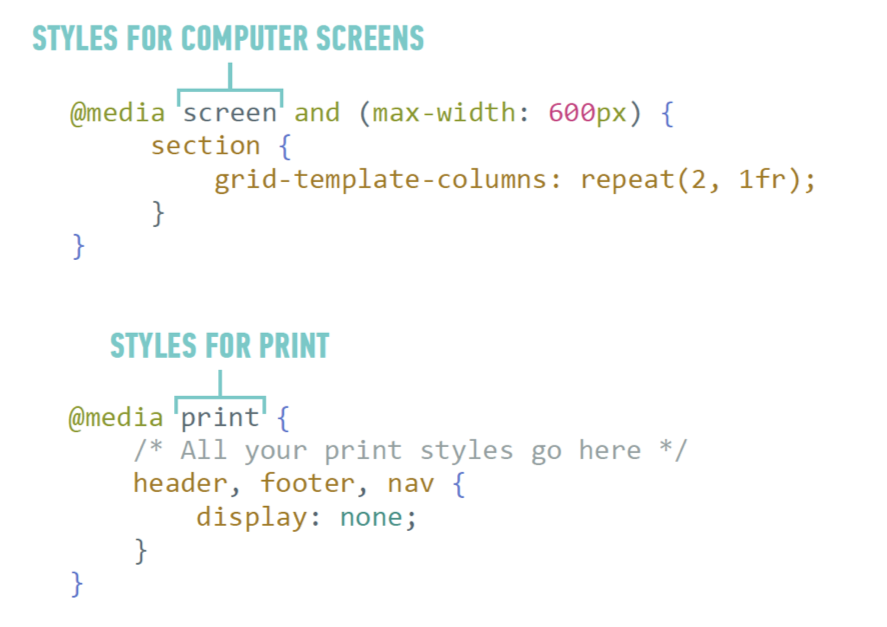 STYLES FOR COMPUTER SCREENS
@media screen and (max-width: 600px) {
section {
grid-template-columns: repeat(2, 1fr);
}
}
STYLES FOR PRINT
@media print {
/* All your print styles go here */
header, footer, nav {
display: none;
}
}